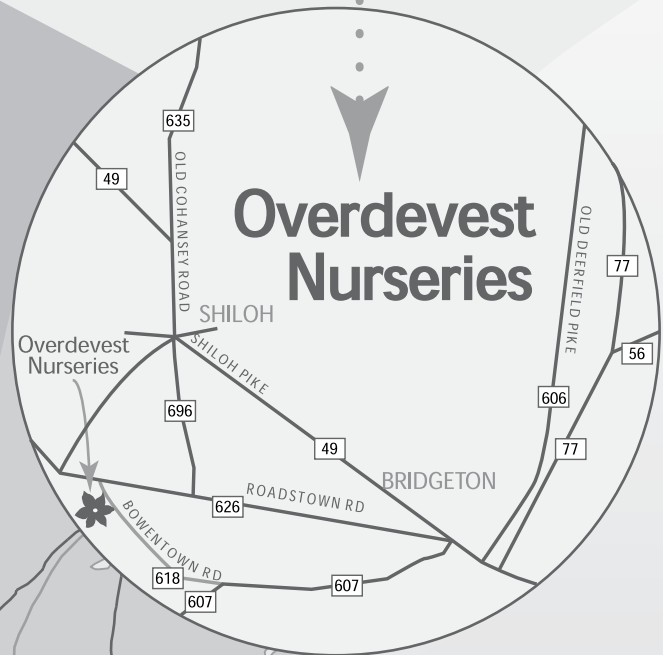 635
49
OLD COHANSEY ROAD
Overdevest
Nurseries
OLD DEERFIELD PIKE
77
SHILOH
SHILOH PIKE
Overdevest
Nurseries
56
696
606
49
77
BRIDGETON
ROADSTOWN RD
626
BOWENTOWN RD
618
607
607